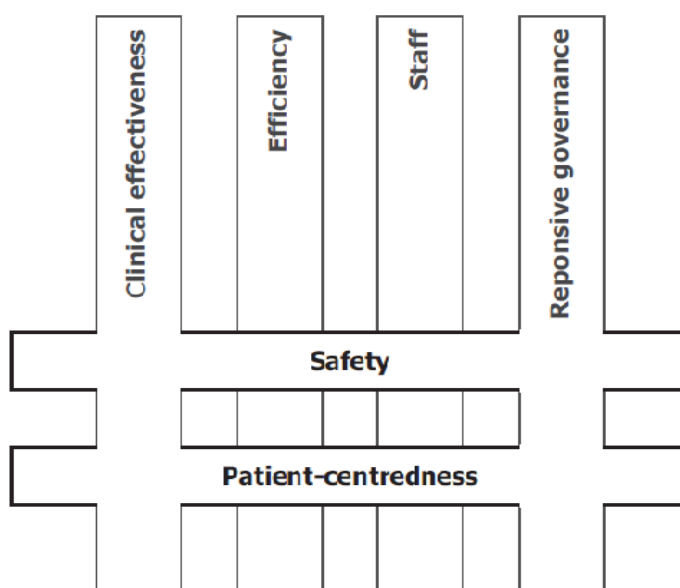 Clinical effectiveness
Efficiency
Staff
Reponsive governance
Safety
Patient-centredness